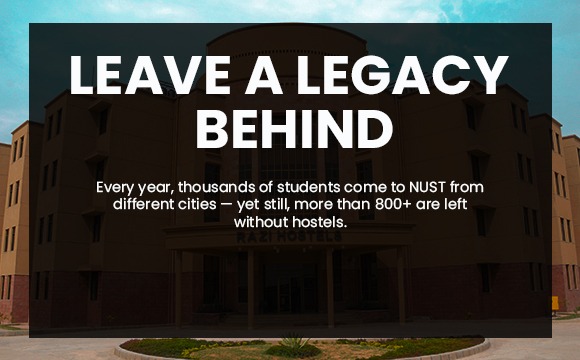 LEAVE A LEGACY
BEHIND
Every year, thousands of students come to NUST from
different cities — yet still, more than 800+ are left
without hostels.
RAZI HOSTELS